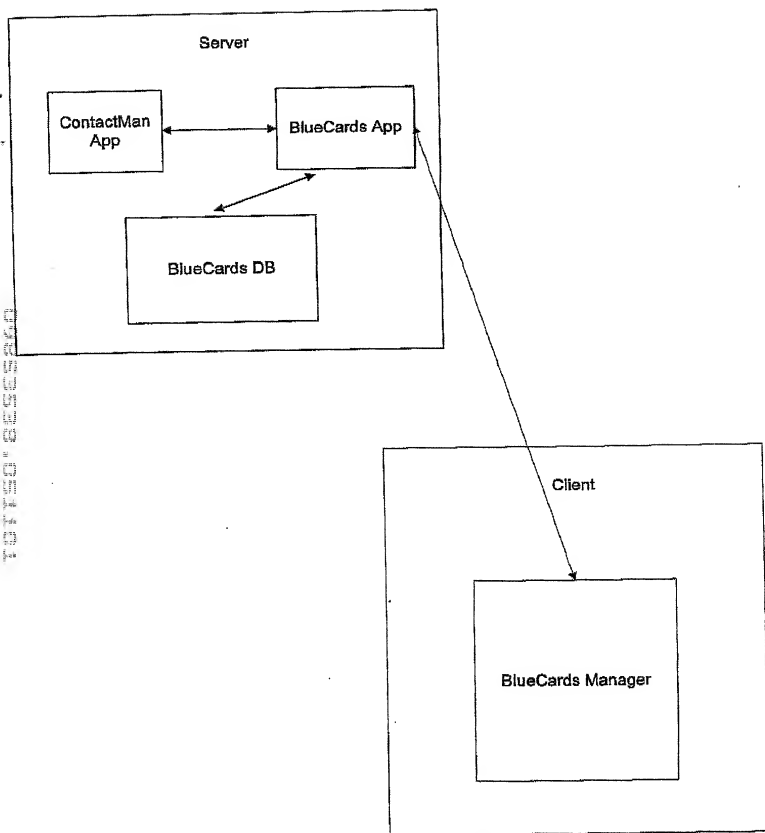 Server
ContactMan
App
BlueCards App
BlueCards DB
Client
BlueCards Manager